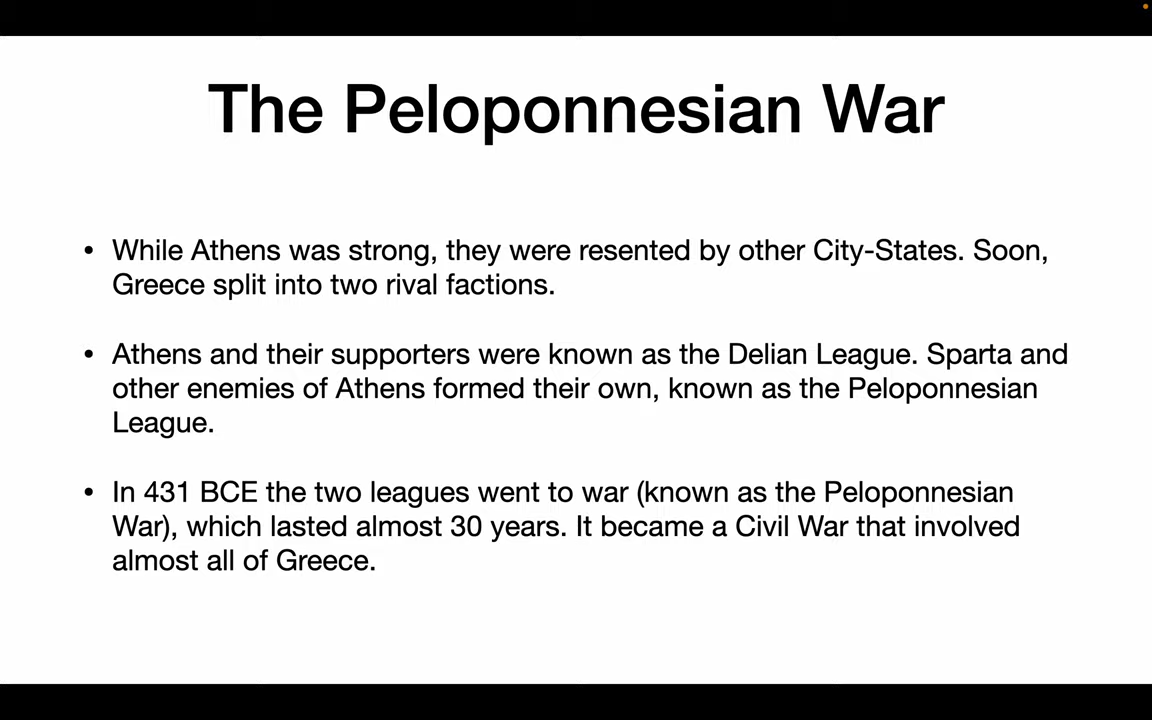 The Peloponnesian War
• While Athens was strong, they were resented by other City-States. Soon,
Greece split into two rival factions.
• Athens and their supporters were known as the Delian League. Sparta and
other enemies of Athens formed their own, known as the Peloponnesian
League.
• In 431 BCE the two leagues went to war (known as the Peloponnesian
War), which lasted almost 30 years. It became a Civil War that involved
almost all of Greece.